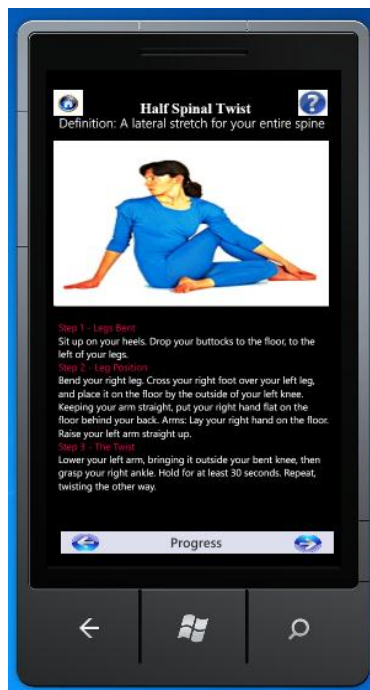 Half Spinal Twist
Definition: A lateral stretch for your entire spine
Step 1 - Legs Bent
Sit up on your heels. Drop your buttocks to the floor, to the
left of your legs.
Step 2 - Leg Position
Bend your right leg. Cross your right foot over your left leg,
and place it on the floor by the outside of your left knee.
Keeping your arm straight, put your right hand flat on the
floor behind your back. Arms: Lay your right hand on the floor.
Raise your left arm straight up.
Step 3 - The Twist
Lower your left arm, bringing it outside your bent knee, then
grasp your right ankle. Hold for at least 30 seconds. Repeat,
twisting the other way.
Progress